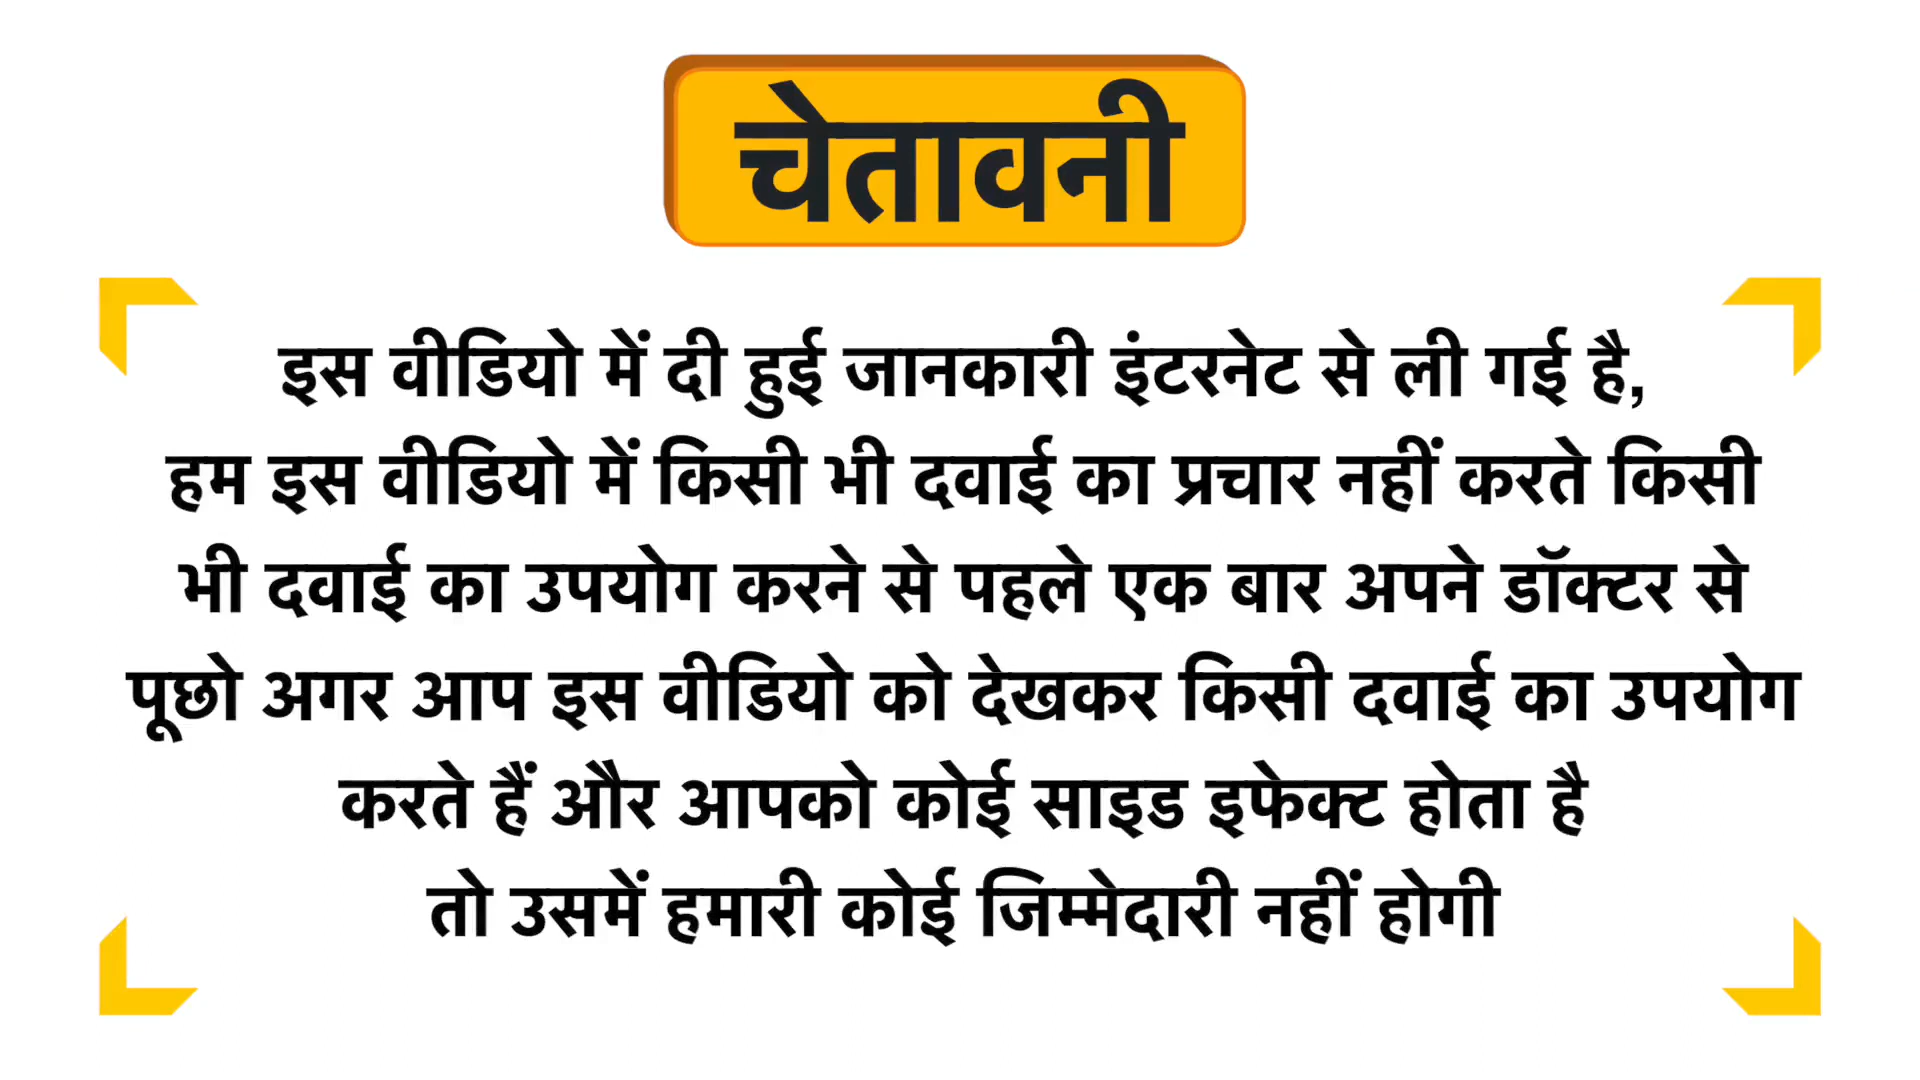 चेतावनी
इस वीडियो में दी हुई जानकारी इंटरनेट से ली गई है,
हम इस वीडियो में किसी भी दवाई का प्रचार नहीं करते किसी
भी दवाई का उपयोग करने से पहले एक बार अपने डॉक्टर से
पूछो अगर आप इस वीडियो को देखकर किसी दवाई का उपयोग
करते हैं और आपको कोई साइड इफेक्ट होता है
तो उसमें हमारी कोई जिम्मेदारी नहीं होगी